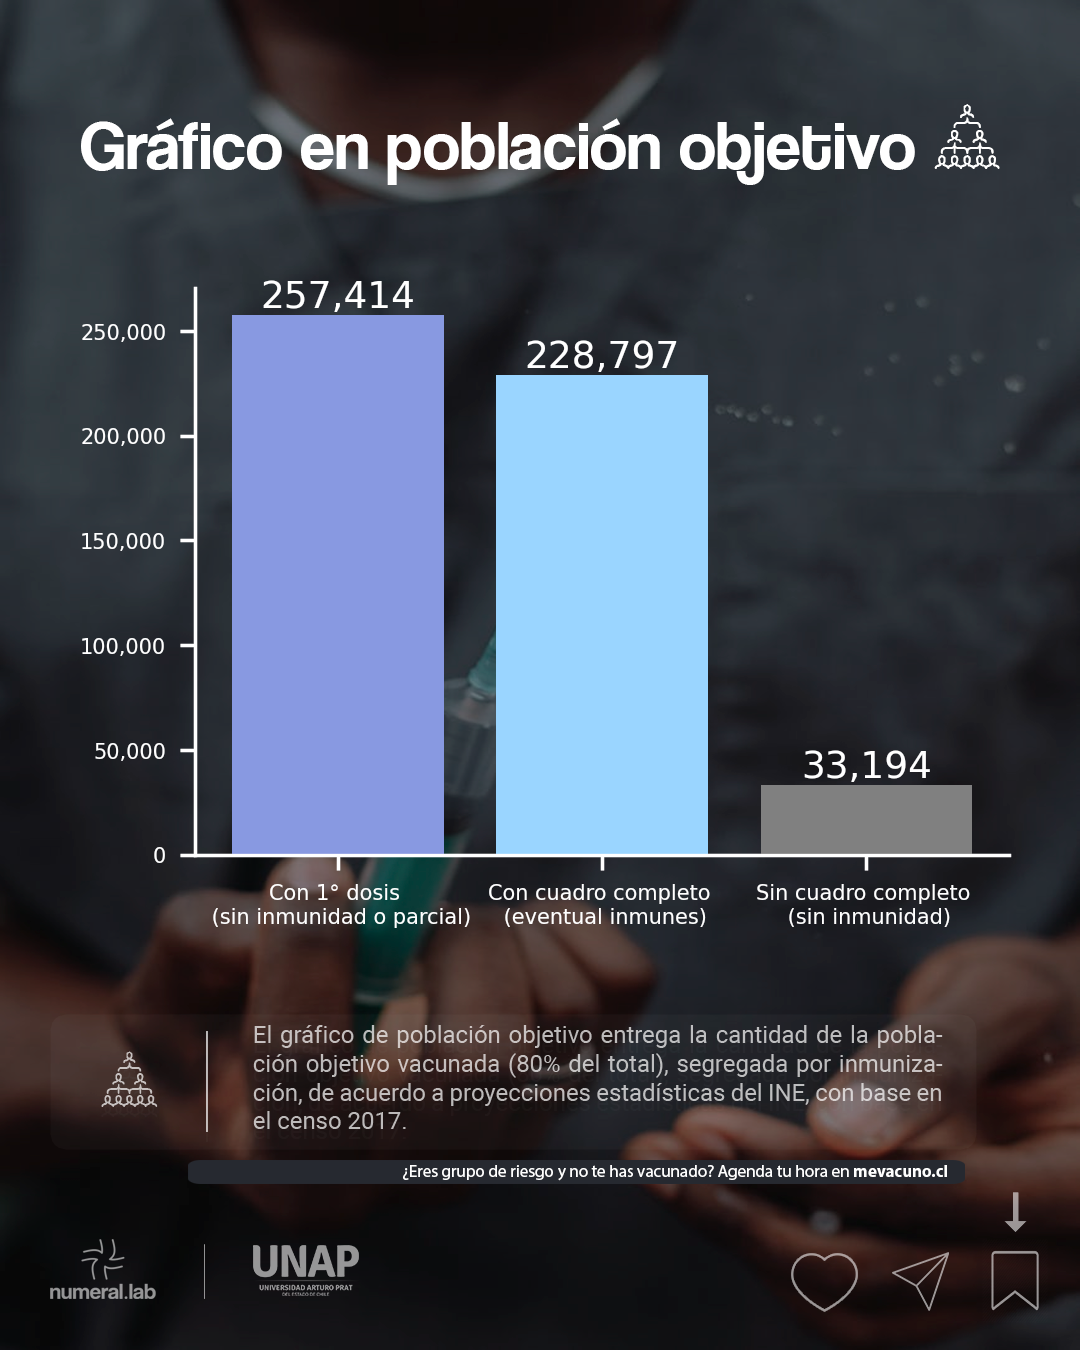 Gráfico en población objetivo
257,414
228,797
33,194
250,000
200,000
150,000
100,000
50,000
0
Con 1° dosis
(sin inmunidad o parcial)
Con cuadro completo
(eventual inmunes)
Sin cuadro completo
(sin inmunidad)
El gráfico de población objetivo entrega la cantidad de la pobla-
ción objetivo vacunada (80% del total), segregada por inmuniza-
ción, de acuerdo a proyecciones estadísticas del INE, con base en
el censo 2017.
¿Eres grupo de riesgo y no te has vacunado? Agenda tu hora en mevacuno.cl
numeral.lab
UNAP
UNIVERSIDAD ARTURO PRAT
DEL ESTADO DE CHILE